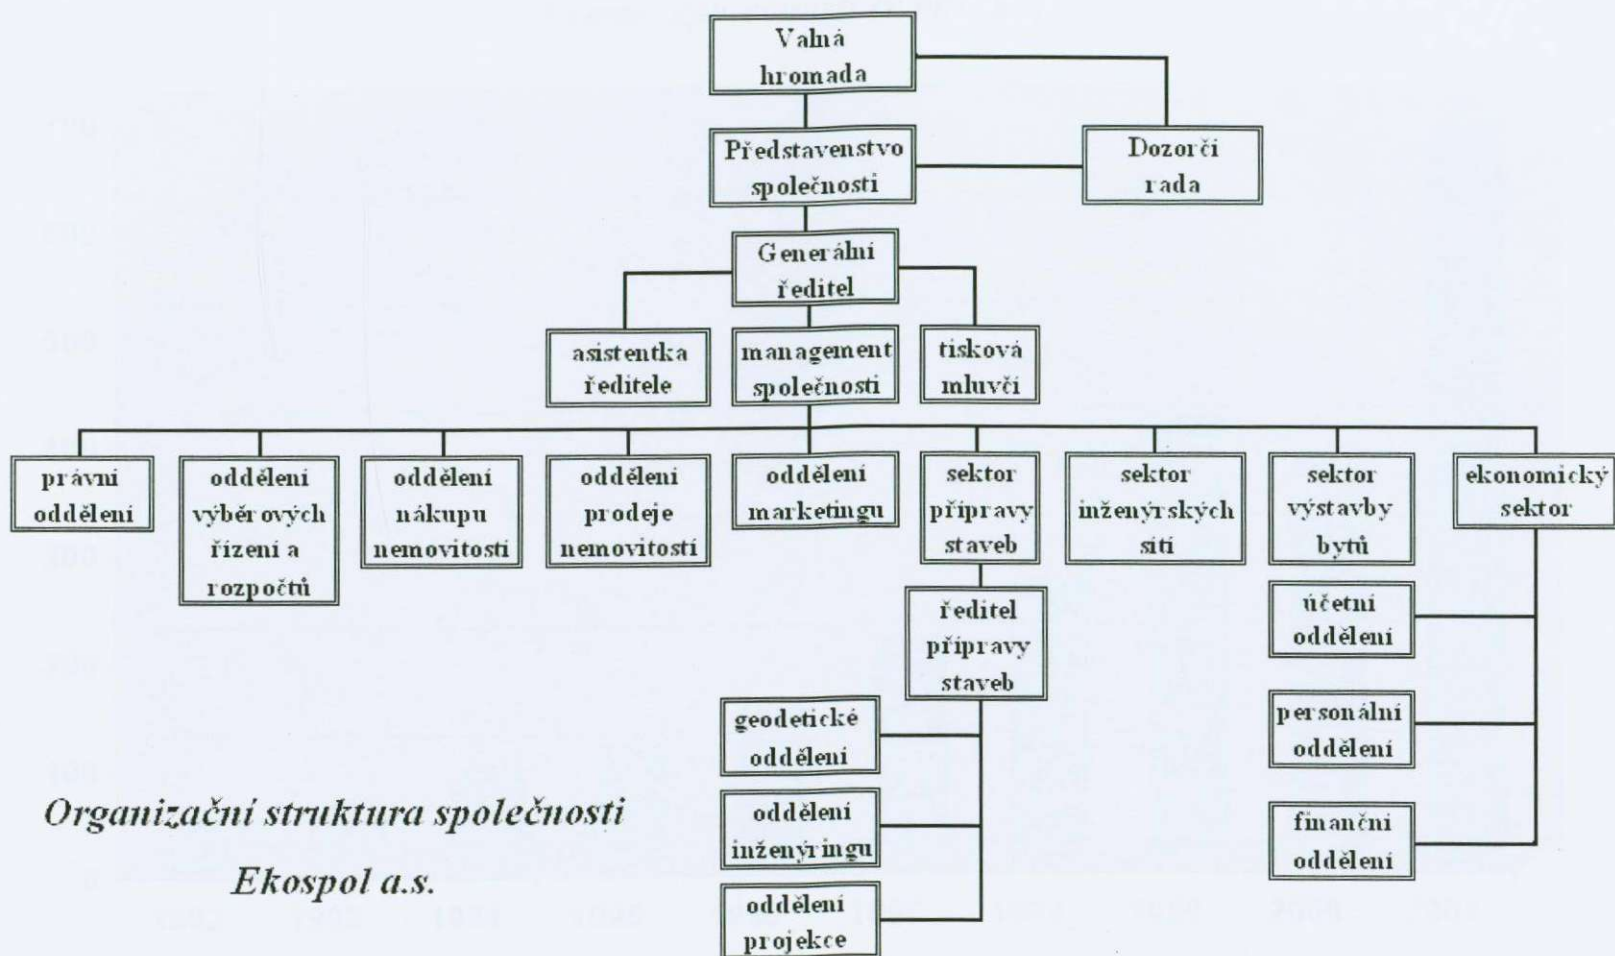 Valná
hromada
Představenstvo
společnosti
Dozorčí
rada
Generální
ředitel
asistentka
ředitele
management
společnosti
tisková
mluvčí
právní
oddělení
oddělení
výběrových
řízení a
rozpočtů
oddělení
nákupu
nemovitostí
oddělení
prodeje
nemovitostí
oddělení
marketingu
sektor
přípravy
staveb
sektor
inženýrských
sítí
sektor
výstavby
bytů
ekonomický
sektor
ředitel
přípravy
staveb
účetní
oddělení
geodetické
oddělení
personální
oddělení
oddělení
inženýringu
finanční
oddělení
oddělení
projekce
Organizační struktura společnosti
Ekospol a.s.